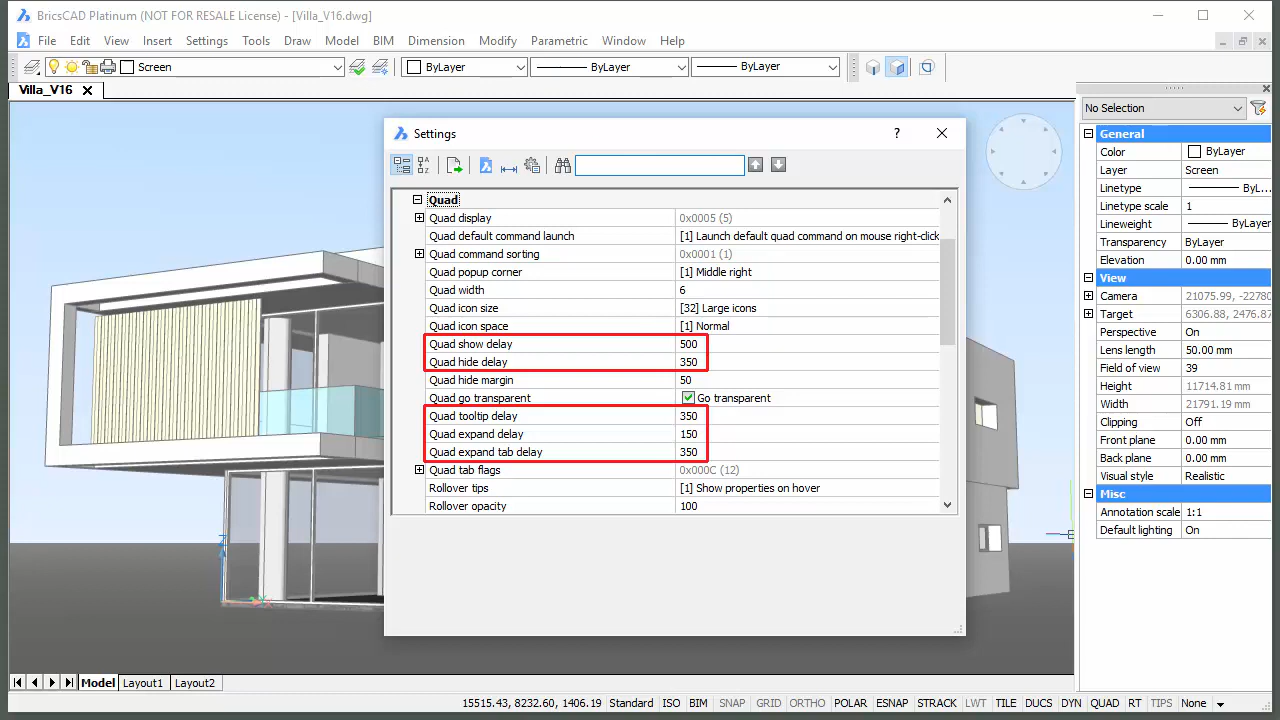 BricsCAD Platinum (NOT FOR RESALE License) - [Villa_V16.dwg]
File Edit View Insert Settings Tools Draw Model BIM Dimension Modify Parametric Window Help
Screen ByLayer ByLayer ByLayer
Villa_V16
No Selection
Settings
?
Quad
Quad display 0x0005 (5)
Quad default command launch [1] Launch default quad command on mouse right-click
Quad command sorting 0x0001 (1)
Quad popup corner [1] Middle right
Quad width 6
Quad icon size [32] Large icons
Quad icon space [1] Normal
Quad show delay 500
Quad hide delay 350
Quad hide margin 50
Quad go transparent Go transparent
Quad tooltip delay 350
Quad expand delay 150
Quad expand tab delay 350
Quad tab flags 0x000C (12)
Rollover tips [1] Show properties on hover
Rollover opacity 100
General
Color ByLayer
Layer Screen
Linetype ByL...
Linetype scale 1
Lineweight ByLayer
Transparency ByLayer
Elevation 0.00 mm
View
Camera 21075.99, -22780
Target 6306.88, 2476.87
Perspective On
Lens length 50.00 mm
Field of view 39
Height 11714.81 mm
Width 21791.19 mm
Clipping Off
Front plane 0.00 mm
Back plane 0.00 mm
Visual style Realistic
Misc
Annotation scale 1:1
Default lighting On
Z
X
Model Layout1 Layout2
15515.43, 8232.60, 1406.19 Standard ISO BIM SNAP GRID ORTHO POLAR ESNAP STRACK LWT TILE DUCS DYN QUAD RT TIPS None